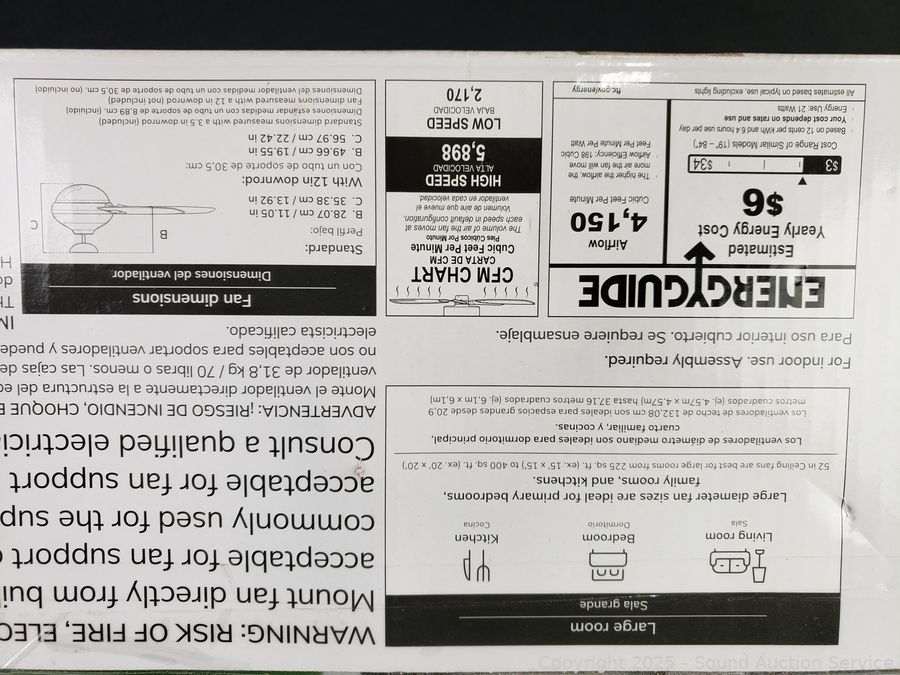 Large room
Sala grande
Living room
Sala
Bedroom
Dormitorio
Kitchen
Cocina
Large diameter fan sizes are ideal for primary bedrooms,
family rooms, and kitchens.
52 in Ceiling fans are best for large rooms from 225 sq. ft. (ex. 15' x 15') to 400 sq. ft. (ex. 20' x 20')
Los ventiladores de diámetro mediano son ideales para dormitorio principal,
cuarto familiar, y cocinas.
Los ventiladores de techo de 132,08 cm son ideales para espacios grandes desde 20,9
metros cuadrados (ej. 4,57m x 4,57m) hasta 37,16 metros cuadrados (ej. 6,1m x 6,1m)
For indoor use. Assembly required.
Para uso interior cubierto. Se requiere ensamblaje.
ENERGYGUIDE
Estimated
Yearly Energy Cost
$6
$3
$34
Cost of Range of Similar Models (19" – 84")
Based on 12 cents per kWh and 6.4 hours use per day
Your cost depends on rates and use
Energy Use: 21 Watts
Airflow
4,150
Cubic Feet Per Minute
The higher the airflow, the
more air the fan will move
Airflow Efficiency: 198 Cubic
Feet Per Minute Per Watt
All estimates based on typical use, excluding lights
ftc.gov/energy
CFM CHART
CARTA DE CFM
Cubic Feet Per Minute
Pies Cúbicos Por Minuto
The volume of air the fan moves at
each speed in default configuration.
Volumen de aire que mueve el
ventilador en cada velocidad.
HIGH SPEED
ALTA VELOCIDAD
5,898
LOW SPEED
BAJA VELOCIDAD
2,170
WARNING: RISK OF FIRE, ELEC
Mount fan directly from buil
acceptable for fan support
commonly used for the sup
acceptable for fan support
Consult a qualified electricia
ADVERTENCIA: ¡RIESGO DE INCENDIO, CHOQUE E
Monte el ventilador directamente a la estructura del ed
ventilador de 31,8 kg / 70 libras o menos. Las cajas de
no son acceptables para soportar ventiladores y puede
electricista calificado.
Fan dimensions
Dimensiones del ventilador
Standard:
Perfil bajo:
B. 28.07 cm / 11.05 in
C. 35.38 cm / 13.92 in
With 12in downrod:
Con un tubo de soporte de 30,5 cm:
B. 49.66 cm / 19.55 in
C. 56.97 cm / 22.42 in
B
C
Standard dimensions measured with a 3.5 in downrod (included)
Dimensiones estándar medidas con un tubo de soporte de 8,89 cm. (incluido)
Fan dimensions measured with a 12 in downrod (not included)
Dimensiones del ventilador medidas con un tubo de soporte de 30,5 cm. (no incluido)
Copyright 2025 - Sound Auction Service